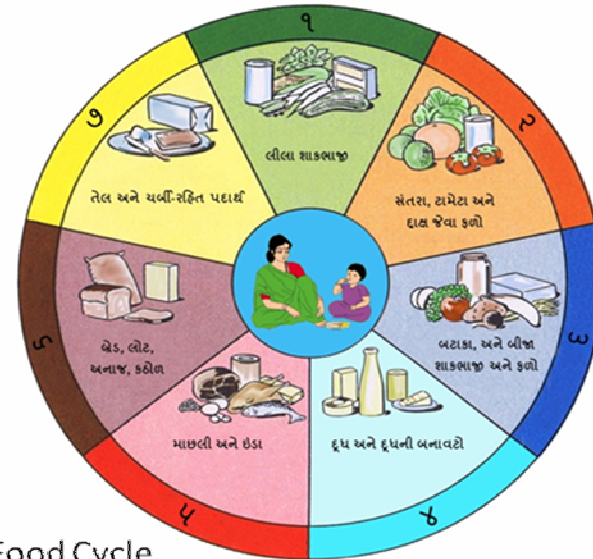 ૧
લીલા શાકભાજી
૨
સંતરા, ટામેટા અને
દ્રાક્ષ જેવા ફળો
૩
બટાકા, અને બીજા
શાકભાજી અને ફળો
૪
દૂધ અને દૂધની બનાવટો
૫
માછલી અને ઇંડા
૬
બ્રેડ, લોટ,
અનાજ, કઠોળ
૭
તેલ અને ચર્બી-રહિત પદાર્થ
Food Cycle